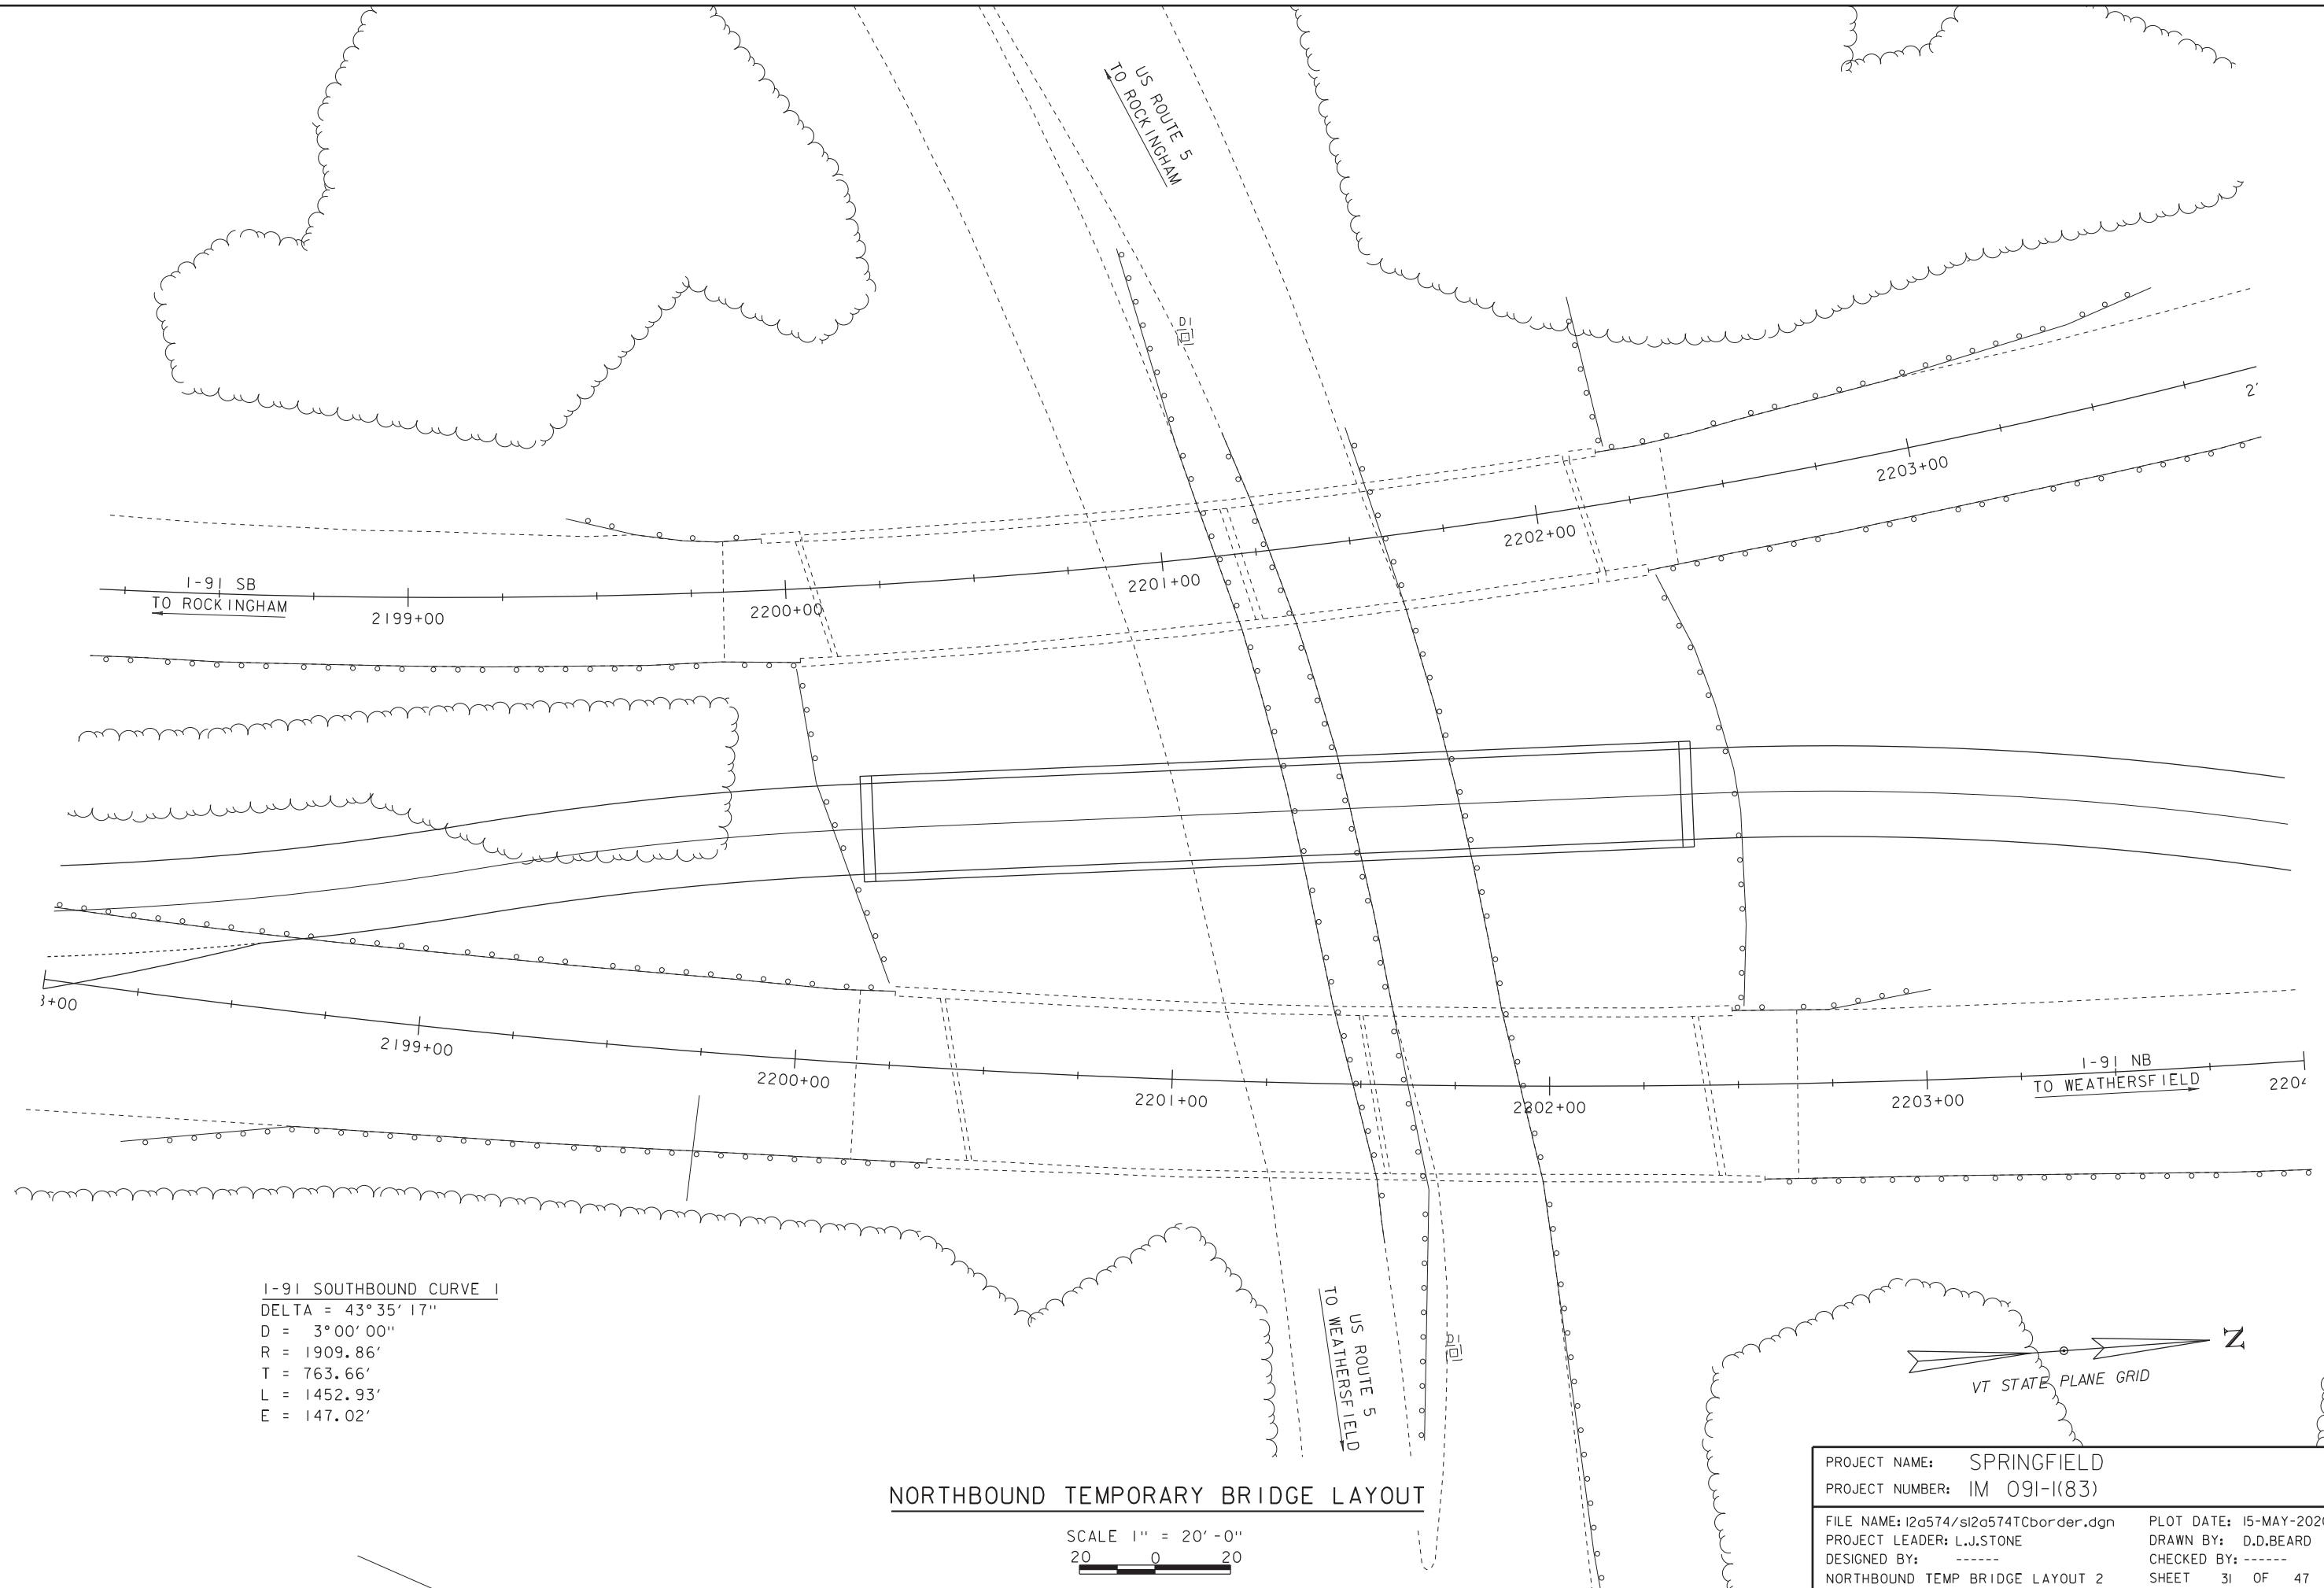 US ROUTE 5
TO ROCKINGHAM
DI
2203+00
2202+00
2201+00
2200+00
2199+00
I-91 SB
TO ROCKINGHAM
3+00
2199+00
2200+00
2201+00
2202+00
2203+00
I-91 NB
TO WEATHERSFIELD
I-91 SOUTHBOUND CURVE 1
DELTA = 43°35'17"
D = 3°00'00"
R = 1909.86'
T = 763.66'
L = 1452.93'
E = 147.02'
US ROUTE 5
TO WEATHERSFIELD
DI
N
VT STATE PLANE GRID
NORTHBOUND TEMPORARY BRIDGE LAYOUT
SCALE 1" = 20'-0"
20 0 20
PROJECT NAME: SPRINGFIELD
PROJECT NUMBER: IM 091-1(83)
FILE NAME: 12a574/s12a574TCborder.dgn PLOT DATE: 15-MAY-2020
PROJECT LEADER: L.J.STONE DRAWN BY: D.D.BEARD
DESIGNED BY: ------ CHECKED BY: ------
NORTHBOUND TEMP BRIDGE LAYOUT 2 SHEET 31 OF 47